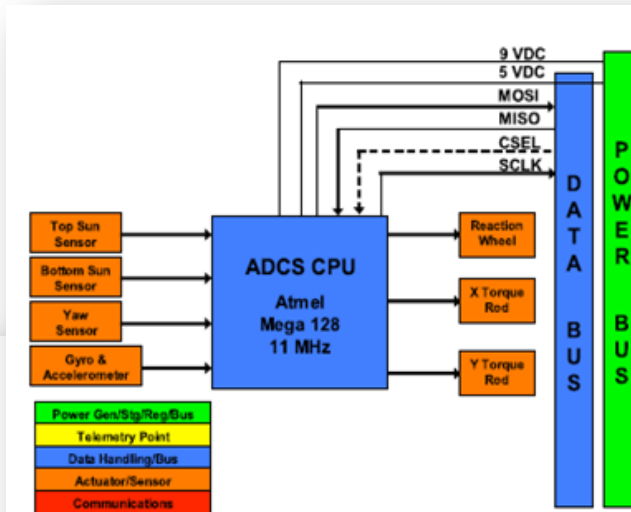 9 VDC
5 VDC
MOSI
MISO
CSEL
SCLK
DATA BUS
POWER BUS
Top Sun
Sensor
Bottom Sun
Sensor
Yaw
Sensor
Gyro &
Accelerometer
ADCS CPU
Atmel
Mega 128
11 MHz
Reaction
Wheel
X Torque
Rod
Y Torque
Rod
Power Gen/Stg/Reg/Bus
Telemetry Point
Data Handling/Bus
Actuator/Sensor
Communications